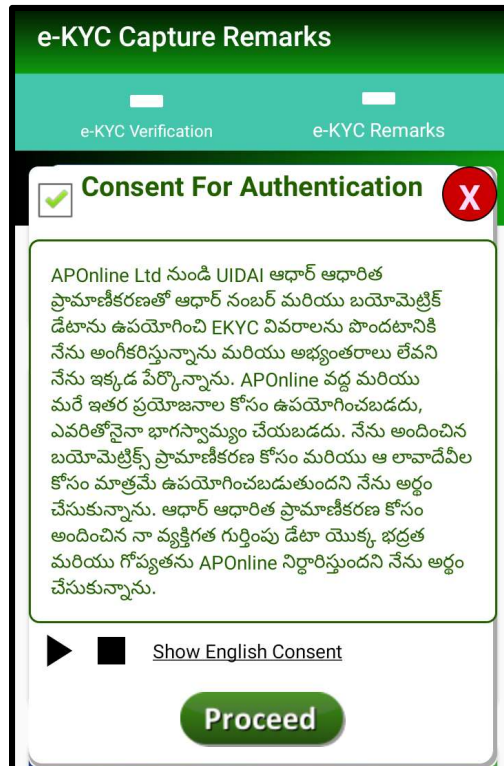 e-KYC Capture Remarks
e-KYC Verification
e-KYC Remarks
Consent For Authentication
X
APOnline Ltd నుండి UIDAI ఆధార్ ఆధారిత
ప్రామాణీకరణతో ఆధార్ నంబర్ మరియు బయోమెట్రిక్
డేటాను ఉపయోగించి EKYC వివరాలను పొందటానికి
నేను అంగీకరిస్తున్నాను మరియు అభ్యంతరాలు లేవని
నేను ఇక్కడ పేర్కొన్నాను. APOnline వద్ద మరియు
మరే ఇతర ప్రయోజనాల కోసం ఉపయోగించబడదు,
ఎవరితోనైనా భాగస్వామ్యం చేయబడదు. నేను అందించిన
బయోమెట్రిక్స్ ప్రామాణీకరణ కోసం మరియు ఆ లావాదేవీల
కోసం మాత్రమే ఉపయోగించబడుతుందని నేను అర్థం
చేసుకున్నాను. ఆధార్ ఆధారిత ప్రామాణీకరణ కోసం
అందించిన నా వ్యక్తిగత గుర్తింపు డేటా యొక్క భద్రత
మరియు గోప్యతను APOnline నిర్ధారిస్తుందని నేను అర్థం
చేసుకున్నాను.
Show English Consent
Proceed